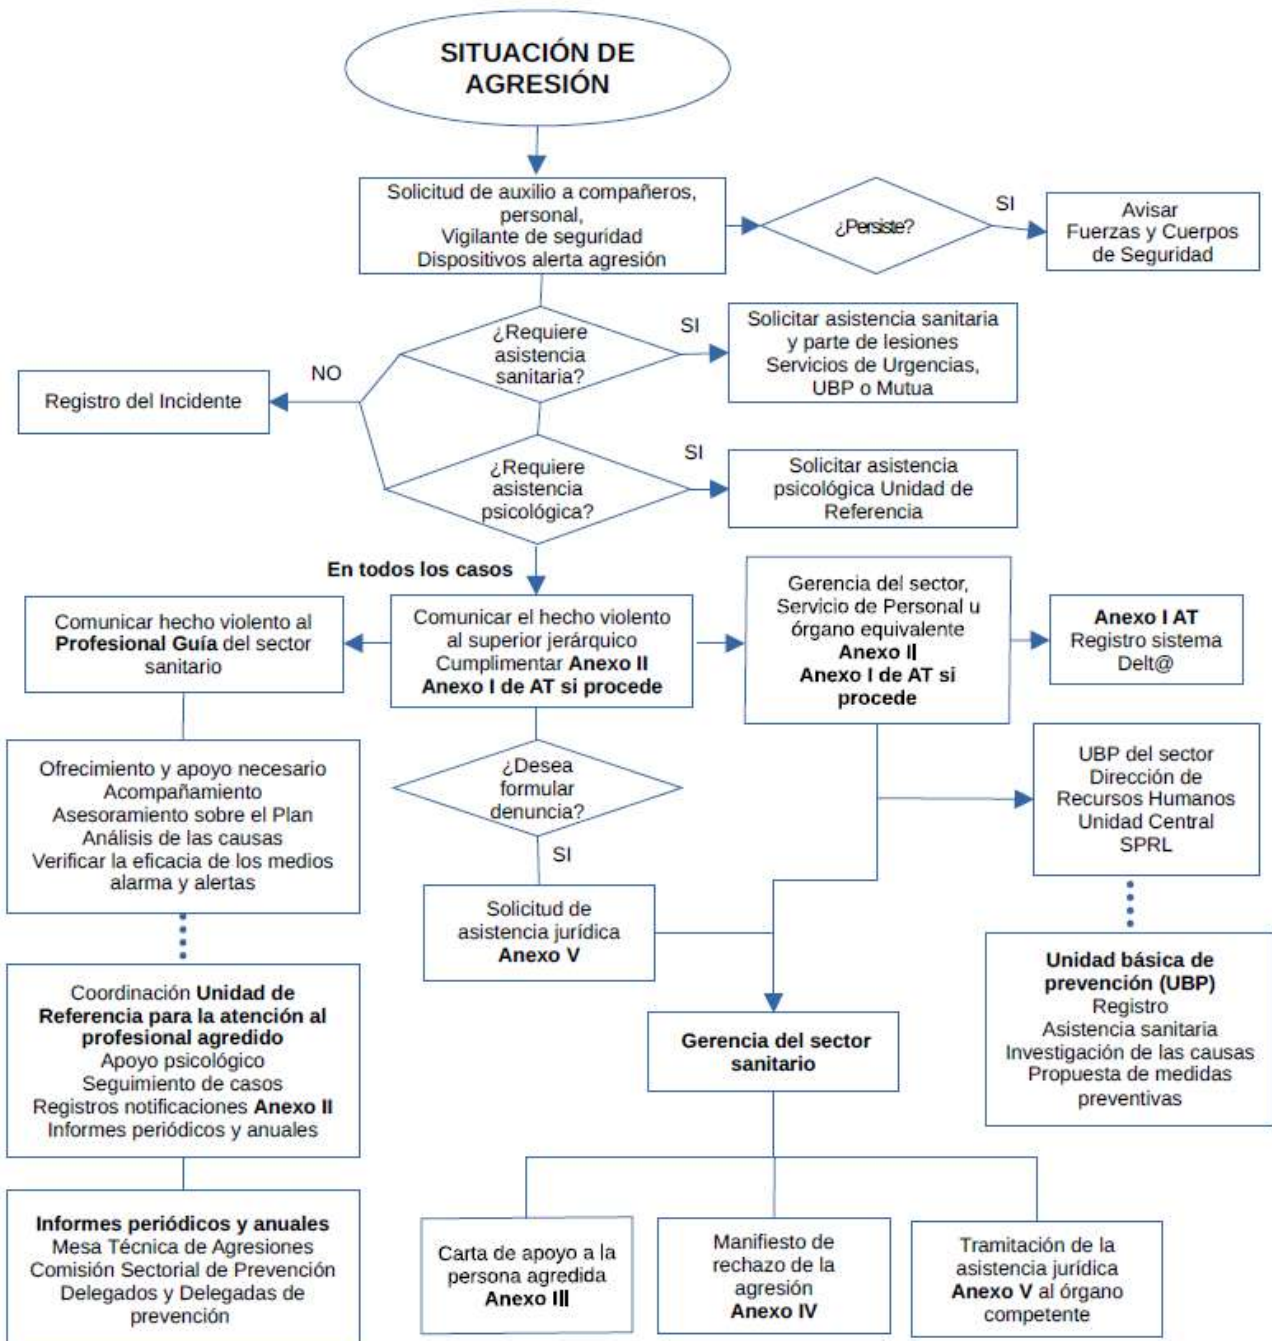 SITUACIÓN DE
AGRESIÓN
Solicitud de auxilio a compañeros,
personal,
Vigilante de seguridad
Dispositivos alerta agresión
¿Persiste?
SI
Avisar
Fuerzas y Cuerpos
de Seguridad
¿Requiere
asistencia
sanitaria?
SI
Solicitar asistencia sanitaria
y parte de lesiones
Servicios de Urgencias,
UBP o Mutua
NO
Registro del Incidente
¿Requiere
asistencia
psicológica?
SI
Solicitar asistencia
psicológica Unidad de
Referencia
En todos los casos
Comunicar hecho violento al
Profesional Guía del sector
sanitario
Comunicar el hecho violento
al superior jerárquico
Cumplimentar Anexo II
Anexo I de AT si procede
Gerencia del sector,
Servicio de Personal u
órgano equivalente
Anexo II
Anexo I de AT si
procede
Anexo I AT
Registro sistema
Delt@
Ofrecimiento y apoyo necesario
Acompañamiento
Asesoramiento sobre el Plan
Análisis de las causas
Verificar la eficacia de los medios
alarma y alertas
¿Desea
formular
denuncia?
SI
UBP del sector
Dirección de
Recursos Humanos
Unidad Central
SPRL
Solicitud de
asistencia jurídica
Anexo V
Coordinación Unidad de
Referencia para la atención al
profesional agredido
Apoyo psicológico
Seguimiento de casos
Registros notificaciones Anexo II
Informes periódicos y anuales
Gerencia del sector
sanitario
Unidad básica de
prevención (UBP)
Registro
Asistencia sanitaria
Investigación de las causas
Propuesta de medidas
preventivas
Informes periódicos y anuales
Mesa Técnica de Agresiones
Comisión Sectorial de Prevención
Delegados y Delegadas de
prevención
Carta de apoyo a la
persona agredida
Anexo III
Manifiesto de
rechazo de la
agresión
Anexo IV
Tramitación de la
asistencia jurídica
Anexo V al órgano
competente